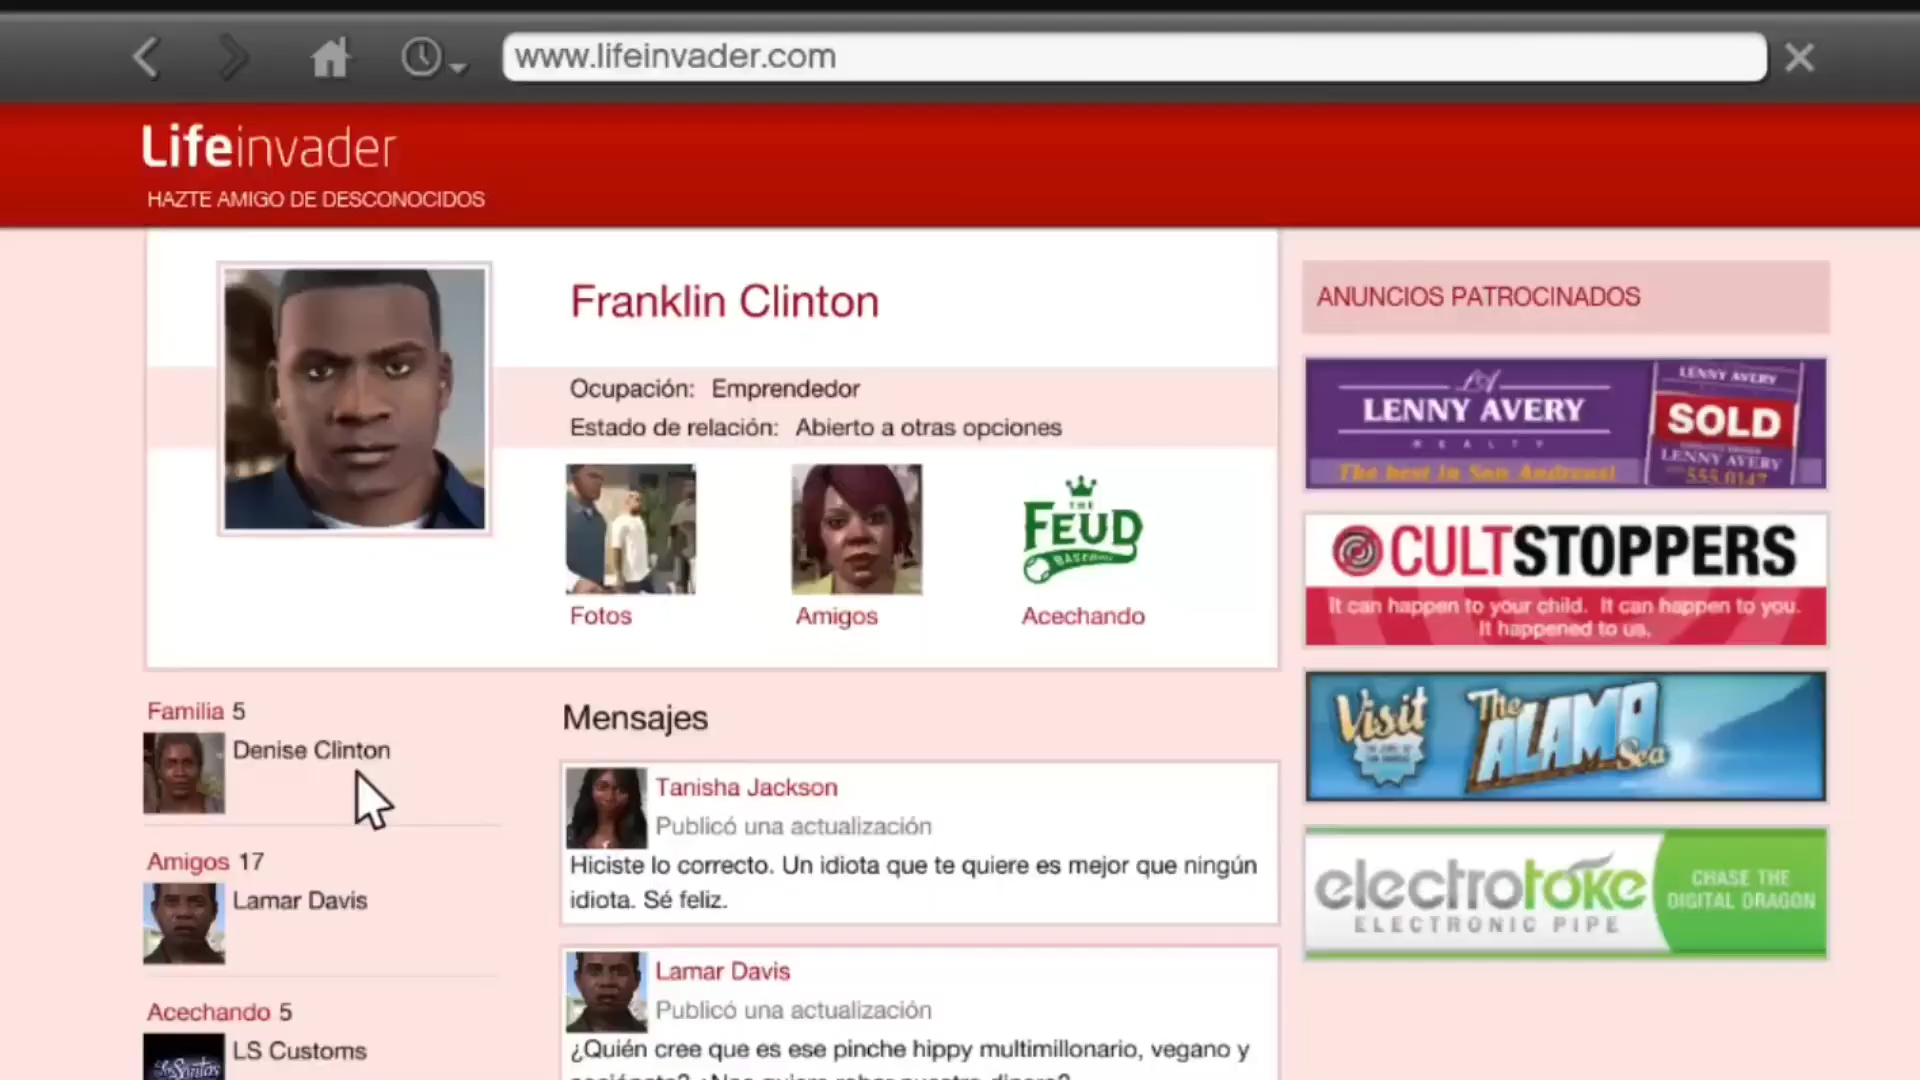 www.lifeinvader.com
Lifeinvader
HAZTE AMIGO DE DESCONOCIDOS
Franklin Clinton
Ocupación: Emprendedor
Estado de relación: Abierto a otras opciones
THE
FEUD
BASEBALL
Fotos
Amigos
Acechando
Familia 5
Denise Clinton
Amigos 17
Lamar Davis
Acechando 5
LS Customs
Mensajes
Tanisha Jackson
Publicó una actualización
Hiciste lo correcto. Un idiota que te quiere es mejor que ningún
idiota. Sé feliz.
Lamar Davis
Publicó una actualización
¿Quién cree que es ese pinche hippy multimillonario, vegano y
ANUNCIOS PATROCINADOS
LA
LENNY AVERY
REALTY
The best in San Andreas!
LENNY AVERY
SOLD
LENNY AVERY
555.0147
CULTSTOPPERS
It can happen to your child. It can happen to you.
It happened to us.
Visit
The ALAMO Sea
electrotoke
ELECTRONIC PIPE
CHASE THE
DIGITAL DRAGON